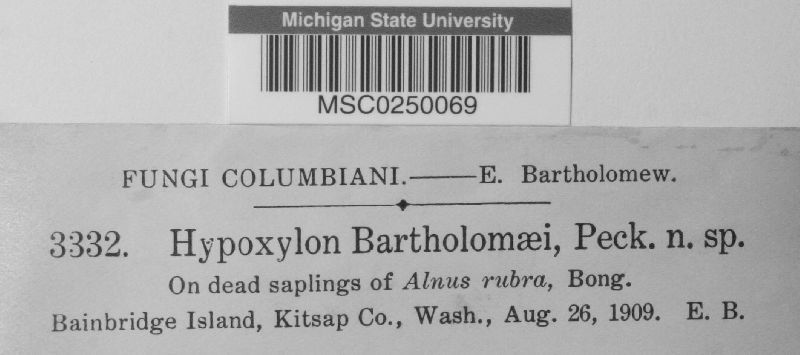 Michigan State University
MSC0250069
FUNGI COLUMBIANI.——E. Bartholomew.
3332. Hypoxylon Bartholomæi, Peck. n. sp.
On dead saplings of Alnus rubra, Bong.
Bainbridge Island, Kitsap Co., Wash., Aug. 26, 1909. E. B.